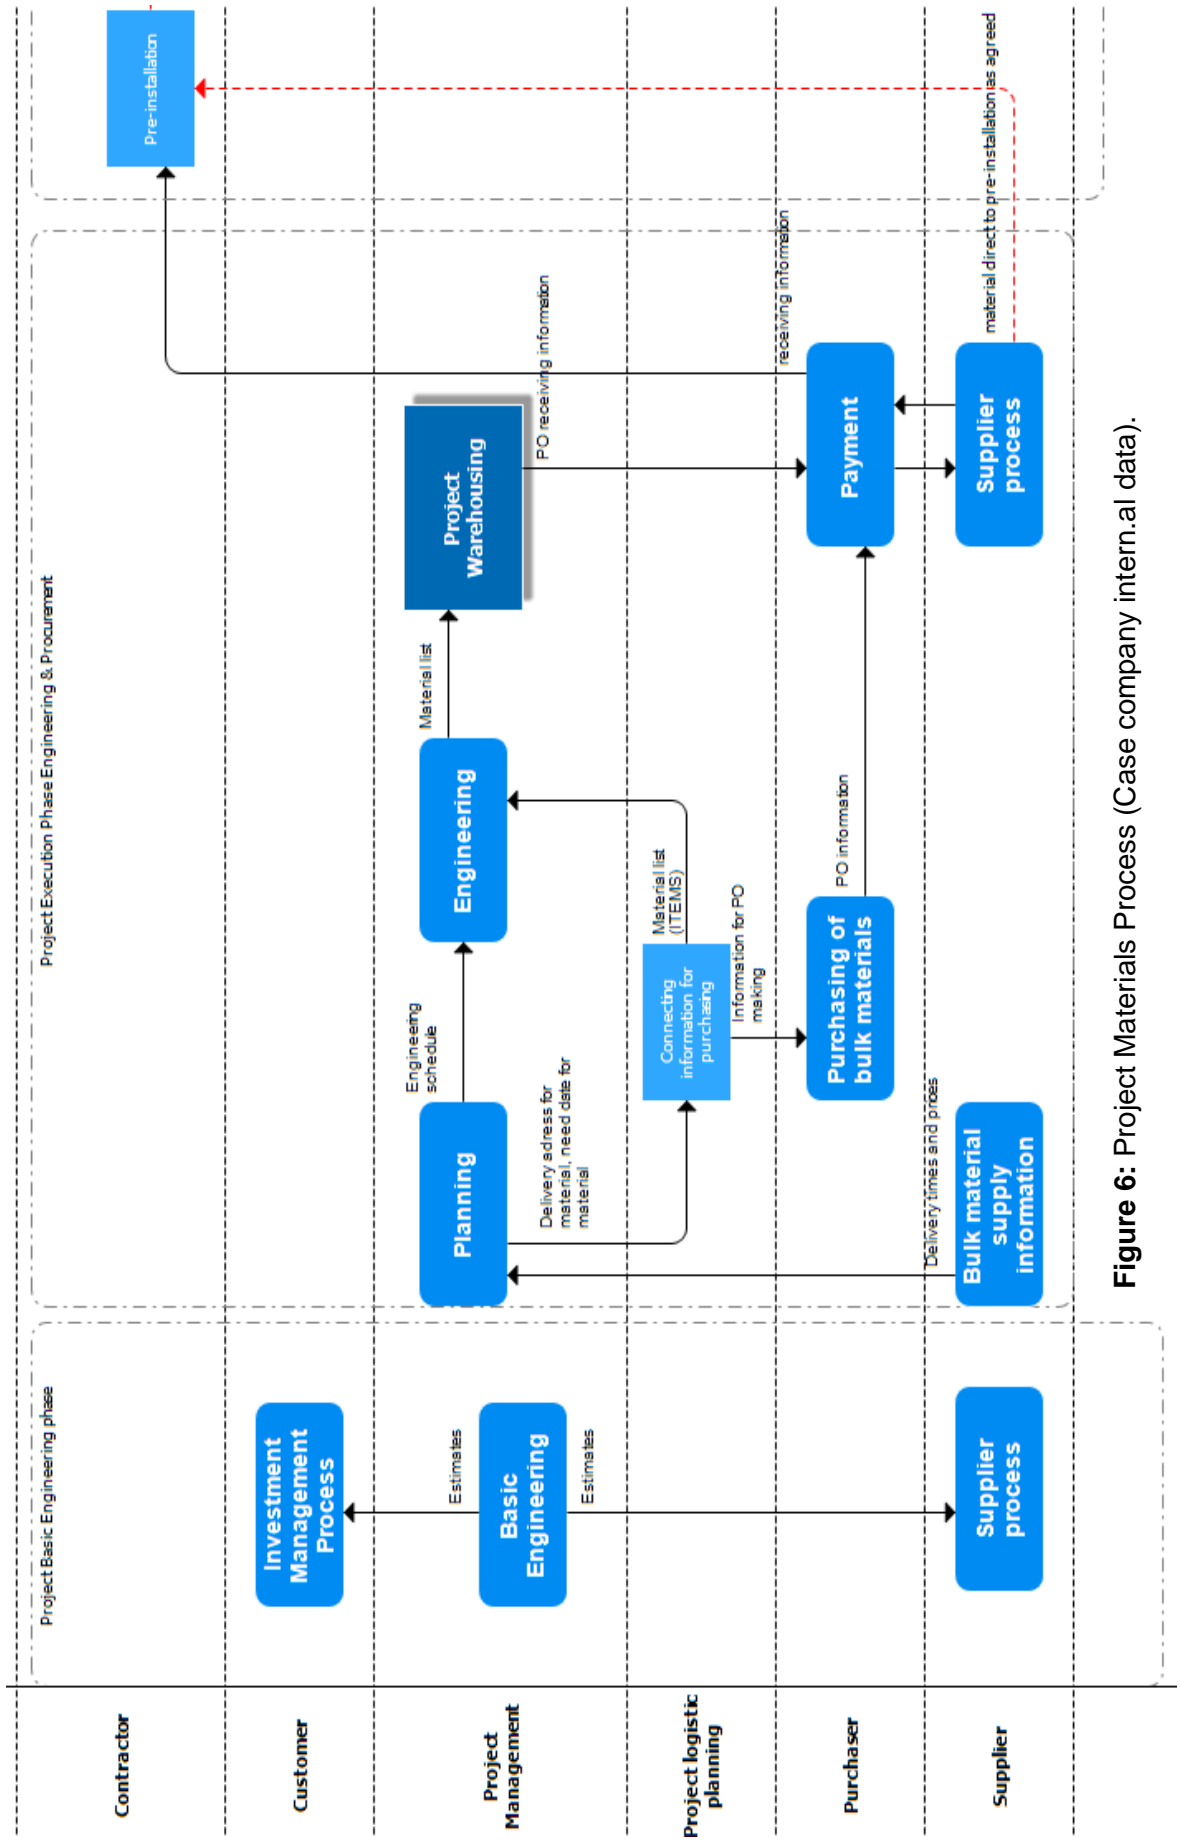 Project Basic Engineering phase
Project Execution Phase Engineering & Procurement
Contractor
Pre-installation
Customer
Investment
Management
Process
Project
Management
Estimates
Basic
Engineering
Estimates
Planning
Engineering
schedule
Engineering
Material list
Project
Warehousing
PO receiving information
Delivery adress for
material, need date for
material
Project logistic
planning
Connecting
information for
purchasing
Material list
(ITEMS)
Information for PO
making
Purchaser
Purchasing of
bulk materials
PO information
Payment
receiving information
Supplier
Supplier
process
Delivery times and prices
Bulk material
supply
information
Supplier
process
material direct to pre-installation as agreed
Figure 6: Project Materials Process (Case company intern.al data).